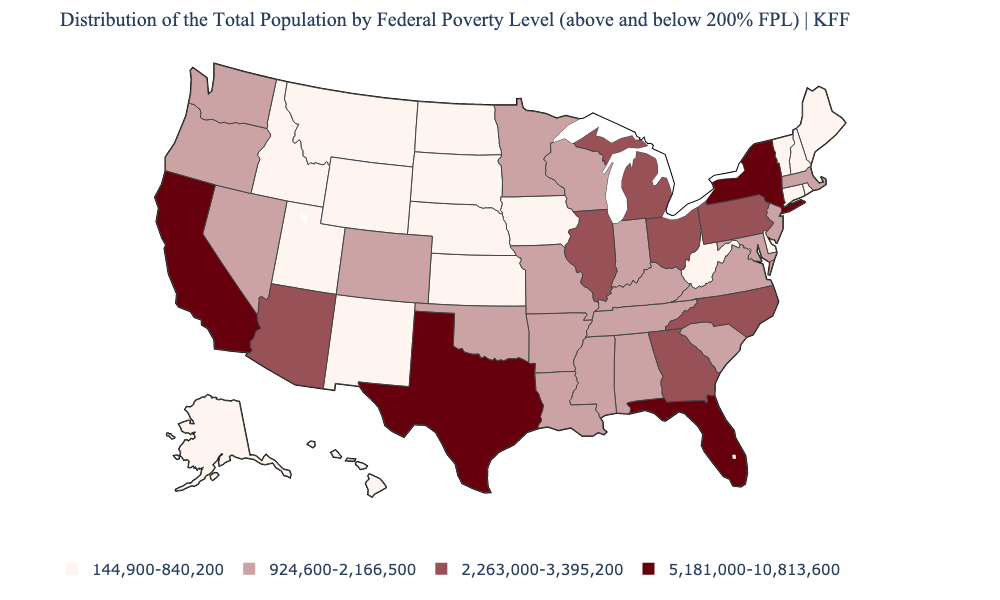 Distribution of the Total Population by Federal Poverty Level (above and below 200% FPL) | KFF
144,900-840,200 924,600-2,166,500 2,263,000-3,395,200 5,181,000-10,813,600